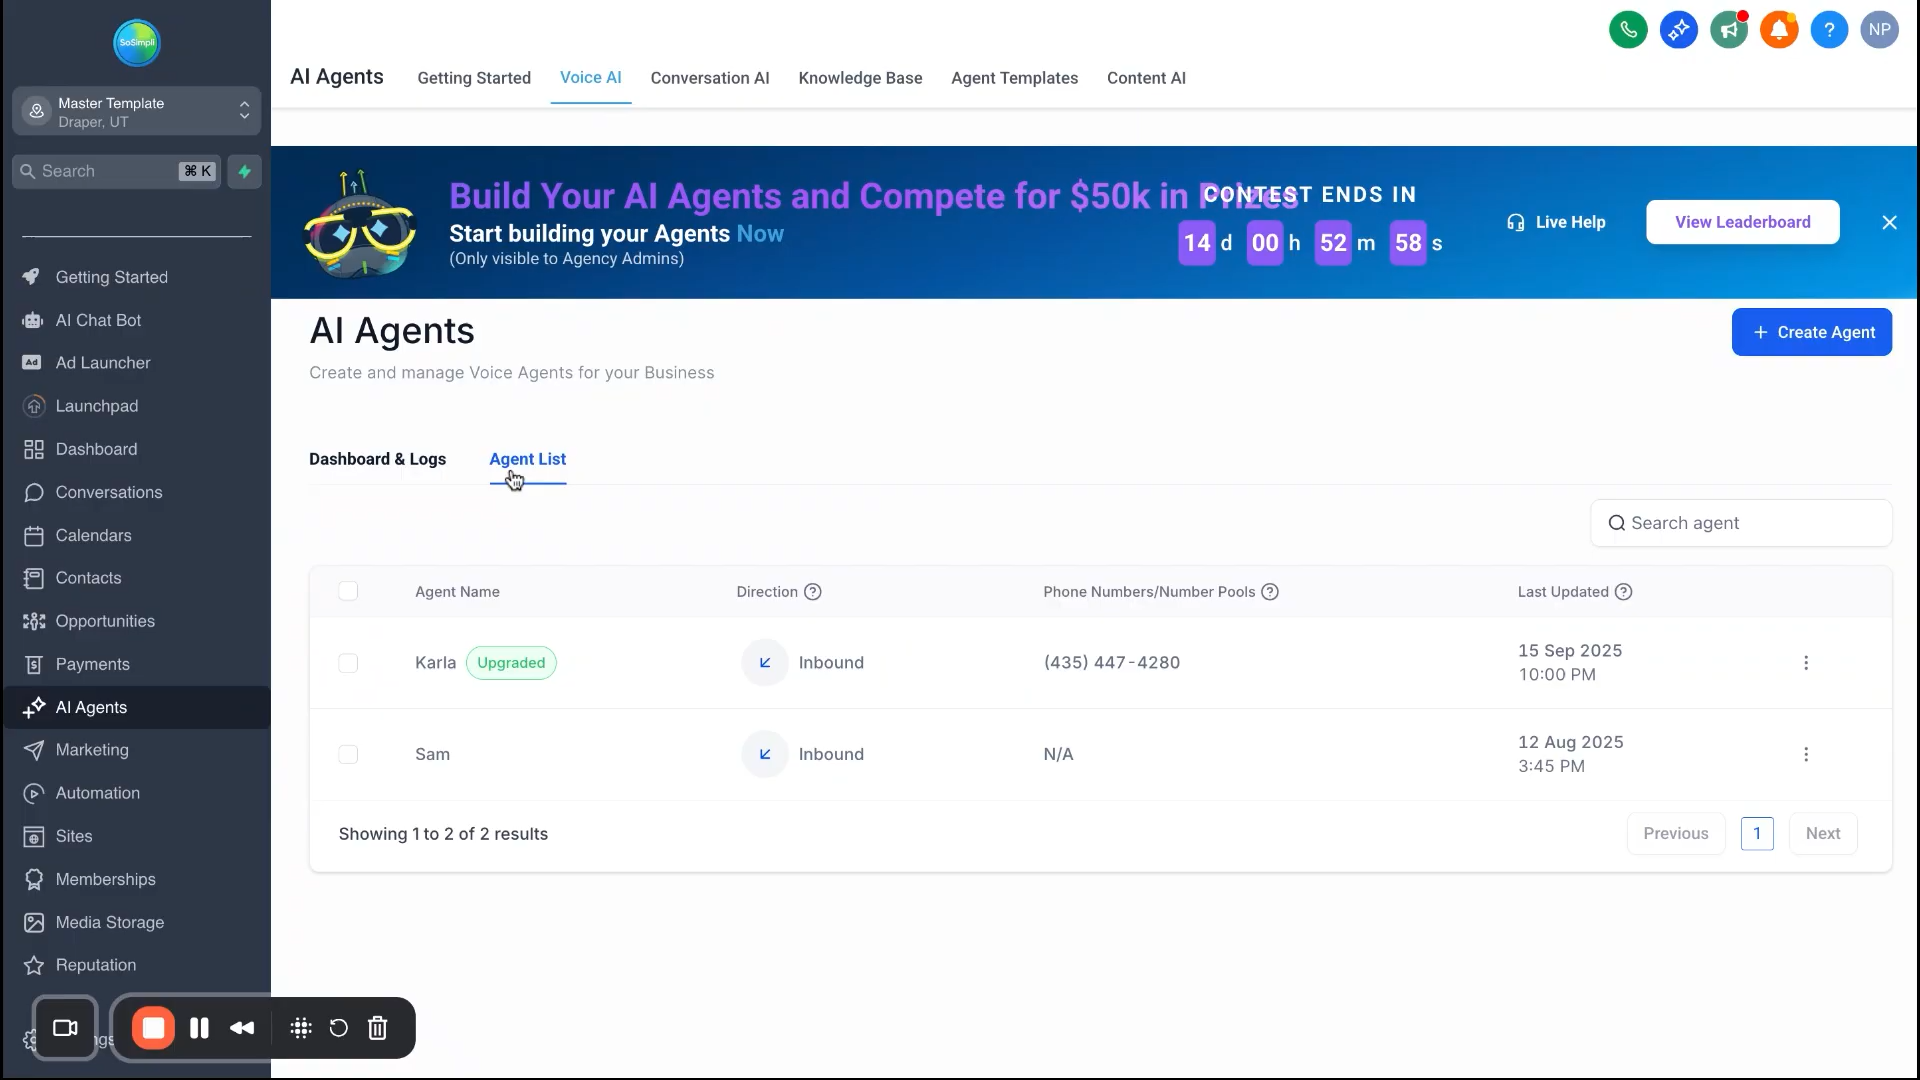 SoSimpli
Master Template
Draper, UT
Search
⌘ K
Getting Started
AI Chat Bot
Ad
Ad Launcher
Launchpad
Dashboard
Conversations
Calendars
Contacts
Opportunities
Payments
AI Agents
Marketing
Automation
Sites
Memberships
Media Storage
Reputation
AI Agents
Getting Started
Voice AI
Conversation AI
Knowledge Base
Agent Templates
Content AI
?
NP
Build Your AI Agents and Compete for $50k in Prizes
Start building your Agents Now
(Only visible to Agency Admins)
CONTEST ENDS IN
14 d 00 h 52 m 58 s
Live Help
View Leaderboard
AI Agents
Create and manage Voice Agents for your Business
+ Create Agent
Dashboard & Logs
Agent List
Search agent
Agent Name
Direction ?
Phone Numbers/Number Pools ?
Last Updated ?
Karla
Upgraded
Inbound
(435) 447-4280
15 Sep 2025
10:00 PM
Sam
Inbound
N/A
12 Aug 2025
3:45 PM
Showing 1 to 2 of 2 results
Previous
1
Next